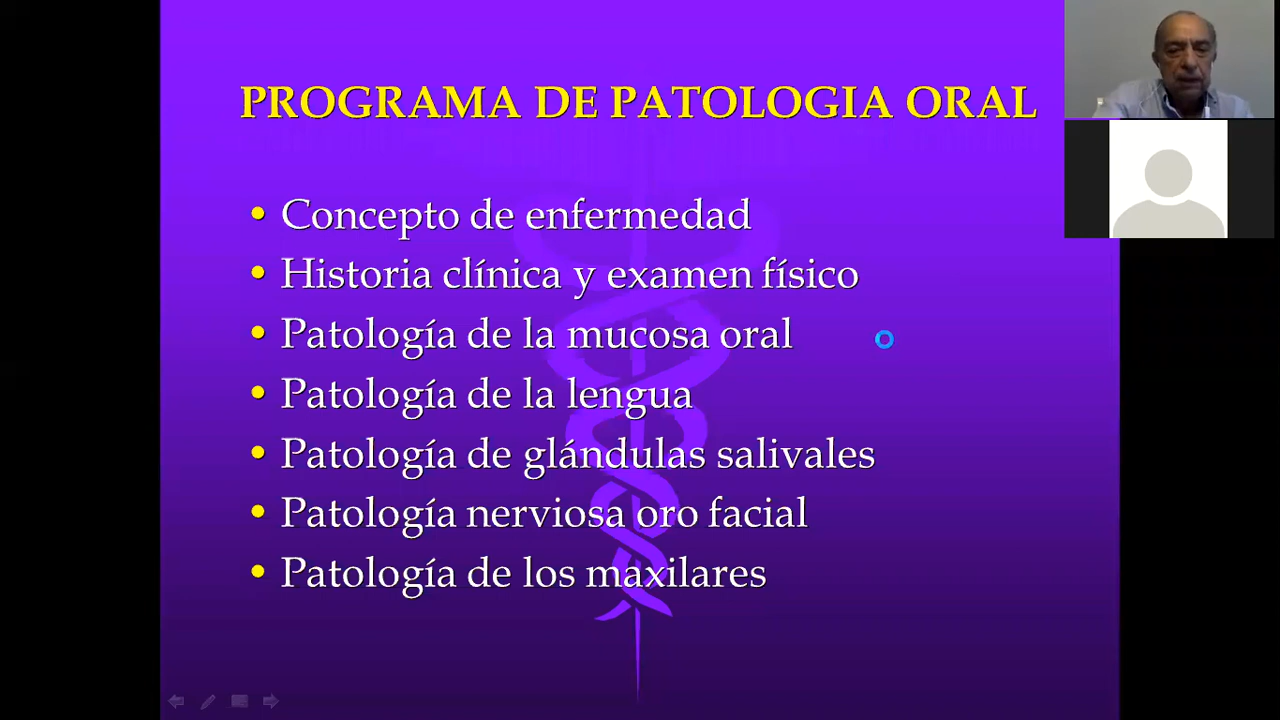 PROGRAMA DE PATOLOGIA ORAL
• Concepto de enfermedad
• Historia clínica y examen físico
• Patología de la mucosa oral
• Patología de la lengua
• Patología de glándulas salivales
• Patología nerviosa oro facial
• Patología de los maxilares